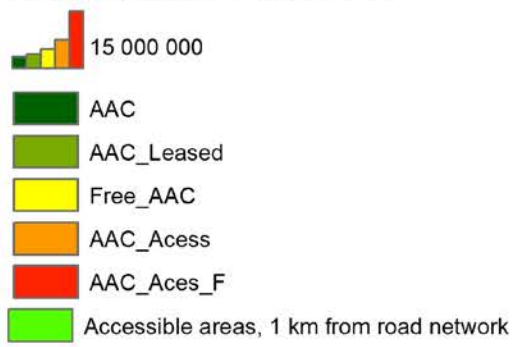 15 000 000
AAC
AAC_Leased
Free_AAC
AAC_Acess
AAC_Aces_F
Accessible areas, 1 km from road network